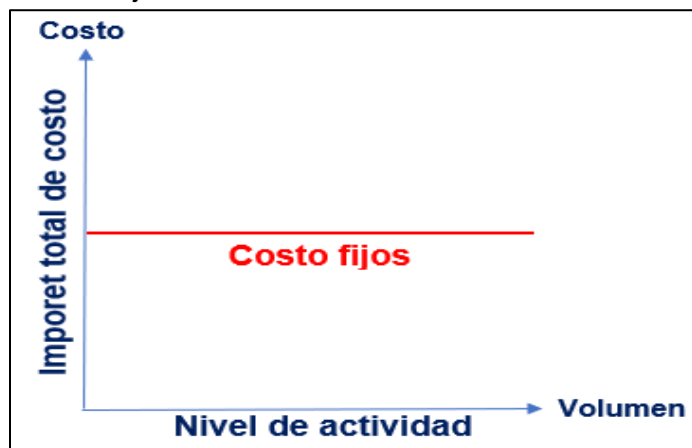 Costo
Imporet total de costo
Costo fijos
Volumen
Nivel de actividad